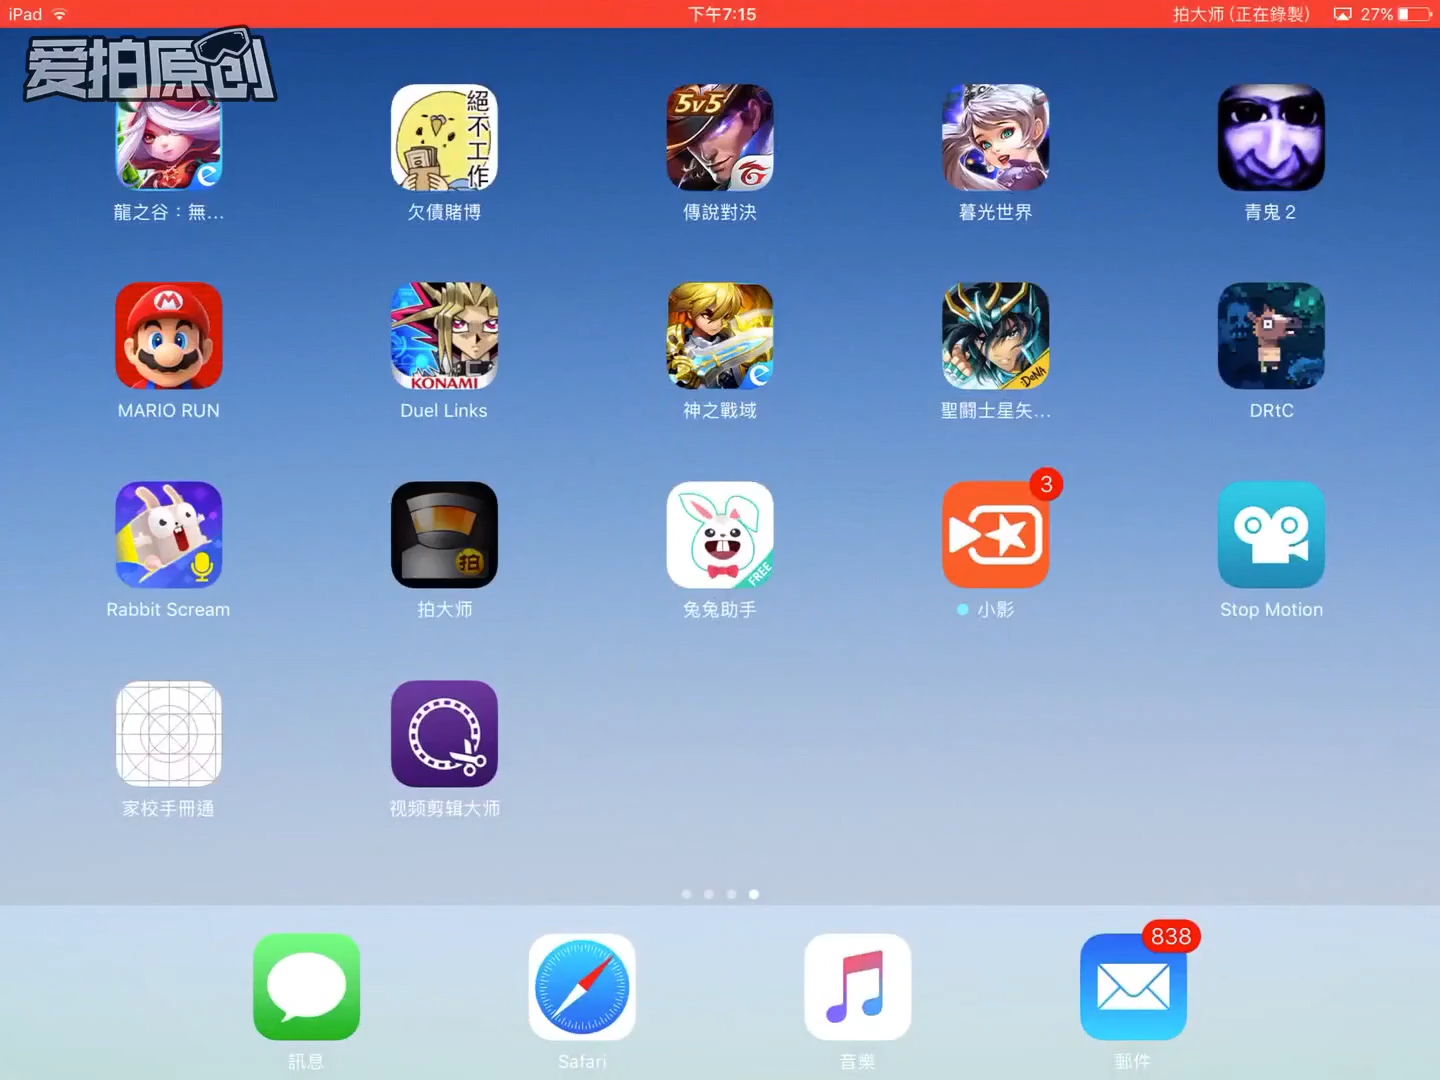 iPad 下午7:15 拍大师 (正在錄製) 27%
爱拍原创
絕不工作
5v5
龍之谷：無... 欠債賭博 傳說對決 暮光世界 青鬼 2
M
KONAMI
DeNA
MARIO RUN Duel Links 神之戰域 聖鬪士星矢... DRtC
拍
FREE
3
Rabbit Scream 拍大师 兔兔助手 小影 Stop Motion
家校手冊通 视频剪辑大师
838
訊息 Safari 音樂 郵件